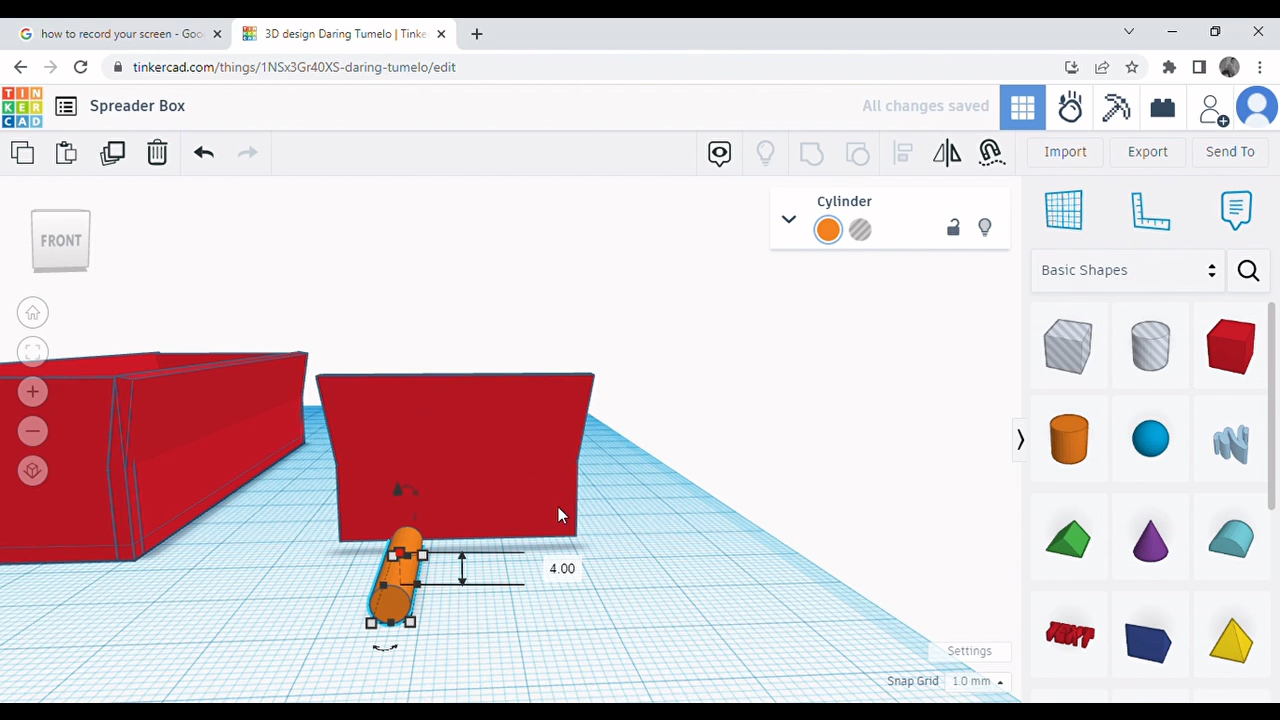 how to record your screen - Goo
3D design Daring Tumelo | Tinke
tinkercad.com/things/1NSx3Gr40XS-daring-tumelo/edit
TIN
KER
CAD
Spreader Box
All changes saved
Import
Export
Send To
Cylinder
FRONT
Basic Shapes
4.00
TEXT
Settings
Snap Grid
1.0 mm